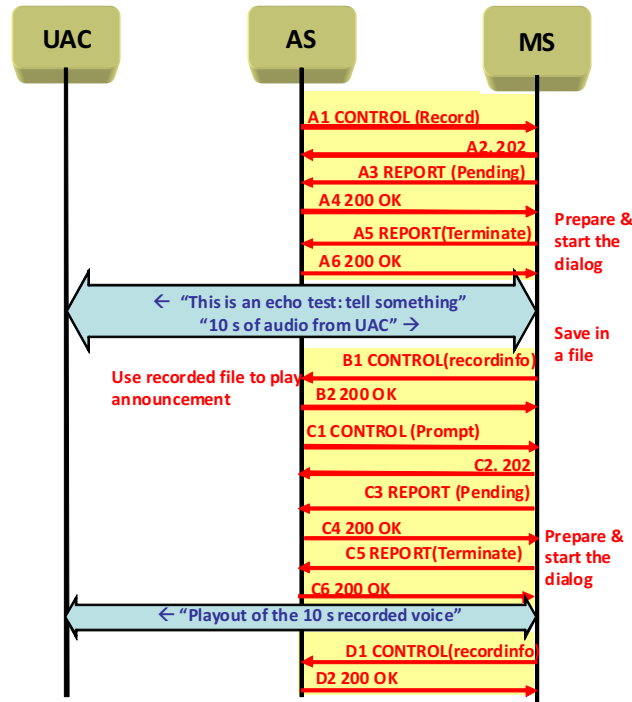 UAC
AS
MS
A1 CONTROL (Record)
A2. 202
A3 REPORT (Pending)
A4 200 OK
A5 REPORT(Terminate)
A6 200 OK
Prepare &
start the
dialog
← “This is an echo test: tell something”
“10 s of audio from UAC” →
Save in
a file
B1 CONTROL(recordinfo)
Use recorded file to play
announcement
B2 200 OK
C1 CONTROL (Prompt)
C2. 202
C3 REPORT (Pending)
C4 200 OK
C5 REPORT(Terminate)
C6 200 OK
Prepare &
start the
dialog
← “Playout of the 10 s recorded voice”
D1 CONTROL(recordinfo)
D2 200 OK